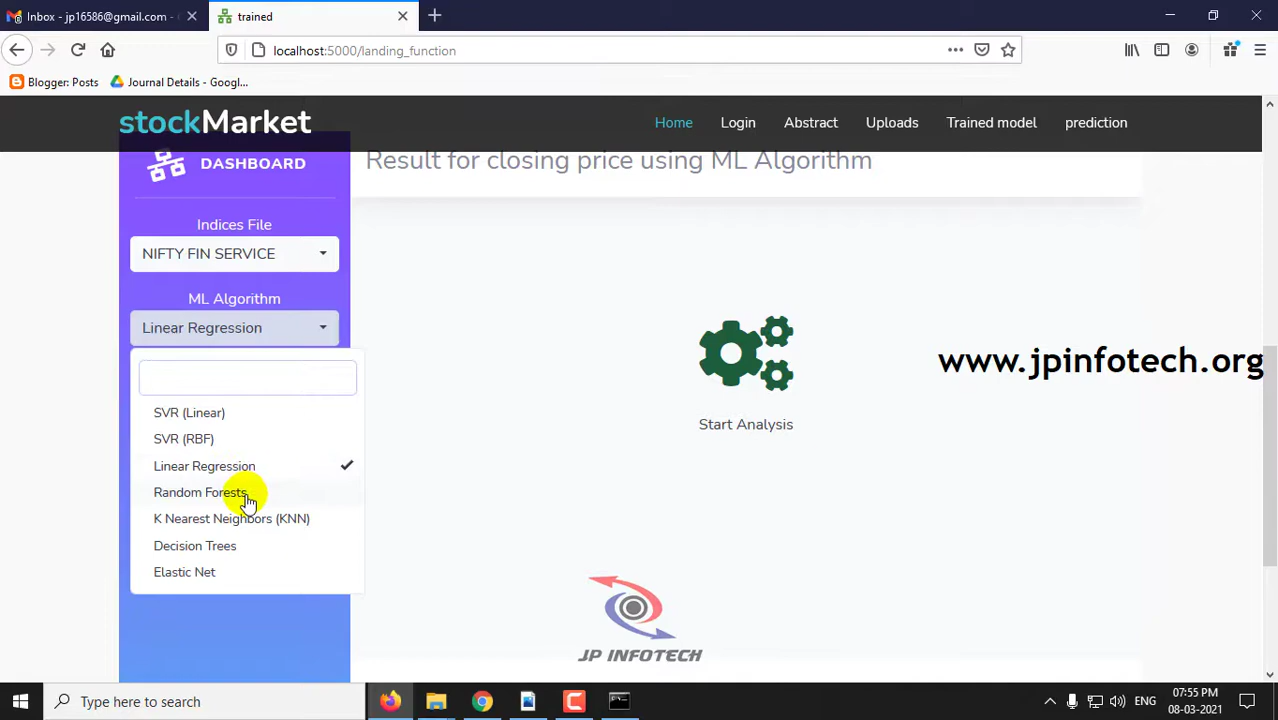 Inbox - jp16586@gmail.com -
trained
localhost:5000/landing_function
Blogger: Posts
Journal Details - Googl...
stockMarket
Home
Login
Abstract
Uploads
Trained model
prediction
DASHBOARD
Result for closing price using ML Algorithm
Indices File
NIFTY FIN SERVICE
ML Algorithm
Linear Regression
SVR (Linear)
SVR (RBF)
Linear Regression
Random Forests
K Nearest Neighbors (KNN)
Decision Trees
Elastic Net
Start Analysis
www.jpinfotech.org
JP INFOTECH
Type here to search
ENG
07:55 PM
08-03-2021